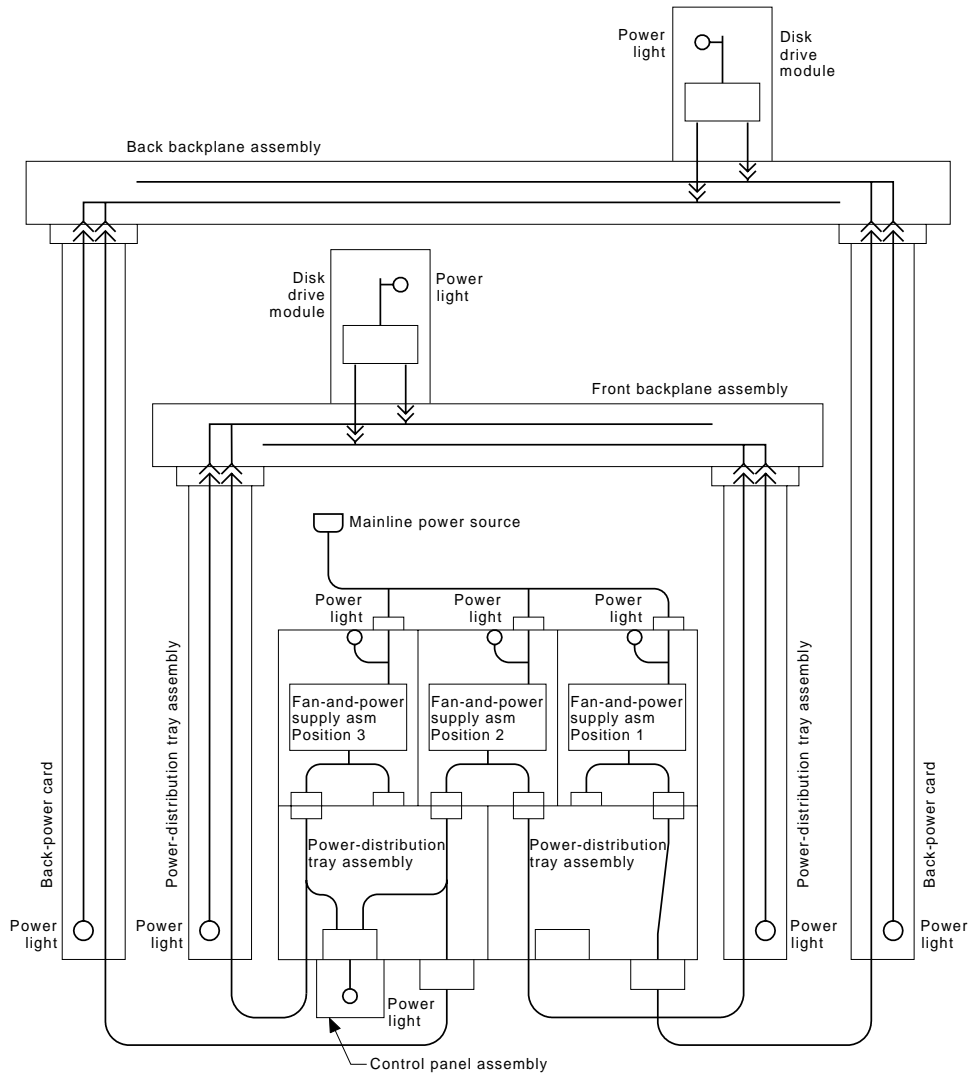 Power
light
Disk
drive
module
Back backplane assembly
Disk
drive
module
Power
light
Front backplane assembly
Mainline power source
Power
light
Power
light
Power
light
Fan-and-power
supply asm
Position 3
Fan-and-power
supply asm
Position 2
Fan-and-power
supply asm
Position 1
Back-power card
Power-distribution tray assembly
Power-distribution tray assembly
Back-power card
Power-distribution
tray assembly
Power-distribution
tray assembly
Power
light
Power
light
Power
light
Power
light
Power
light
Control panel assembly